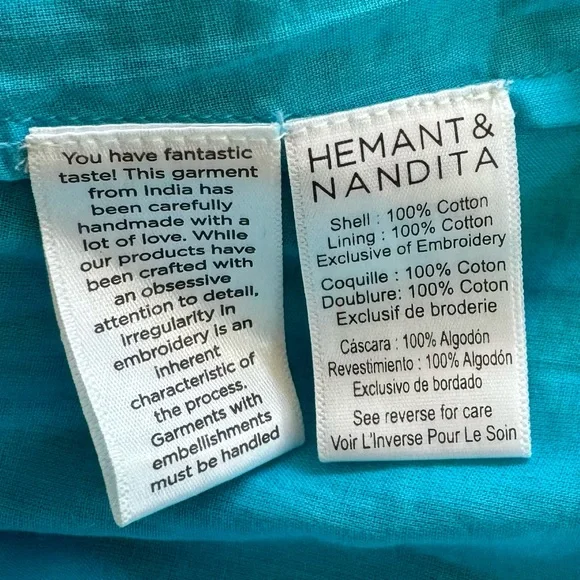 You have fantastic
taste! This garment
from India has
been carefully
handmade with a
lot of love. While
our products have
been crafted with
an obsessive
attention to detail,
irregularity in
embroidery is an
inherent
characteristic of
the process.
Garments with
embellishments
must be handled
HEMANT &
NANDITA
Shell : 100% Cotton
Lining : 100% Cotton
Exclusive of Embroidery
Coquille : 100% Coton
Doublure: 100% Coton
Exclusif de broderie
Cáscara : 100% Algodón
Revestimiento : 100% Algodón
Exclusivo de bordado
See reverse for care
Voir L'Inverse Pour Le Soin